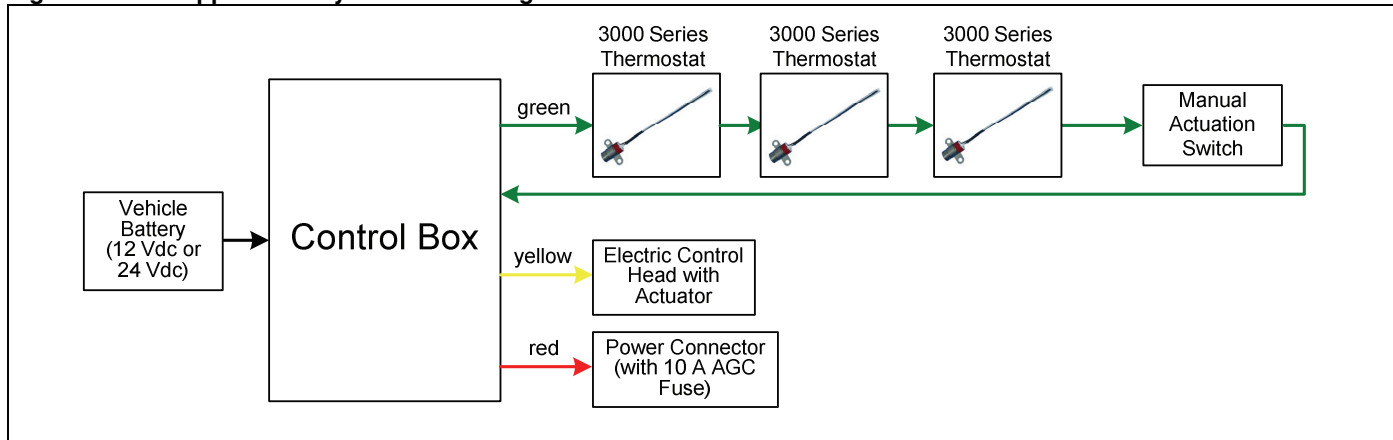 3000 Series
Thermostat
3000 Series
Thermostat
3000 Series
Thermostat
green
Manual
Actuation
Switch
Vehicle
Battery
(12 Vdc or
24 Vdc)
Control Box
yellow
Electric Control
Head with
Actuator
red
Power Connector
(with 10 A AGC
Fuse)